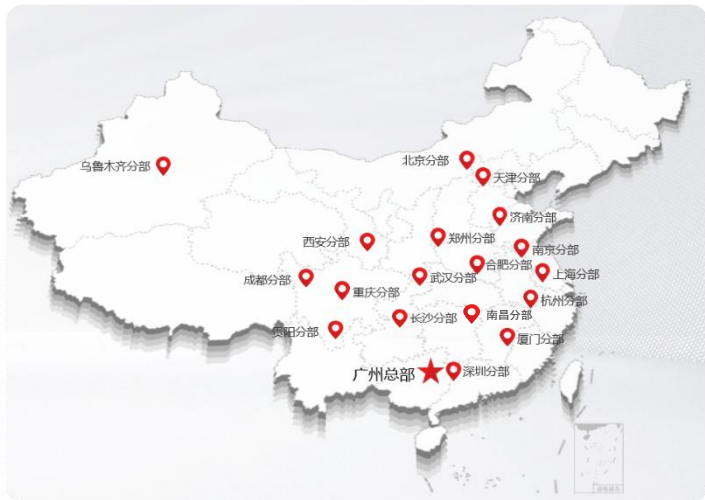 北京分部
乌鲁木齐分部
天津分部
济南分部
西安分部
郑州分部
南京分部
合肥分部
上海分部
成都分部
武汉分部
重庆分部
杭州分部
长沙分部
南昌分部
贵阳分部
厦门分部
广州总部
深圳分部